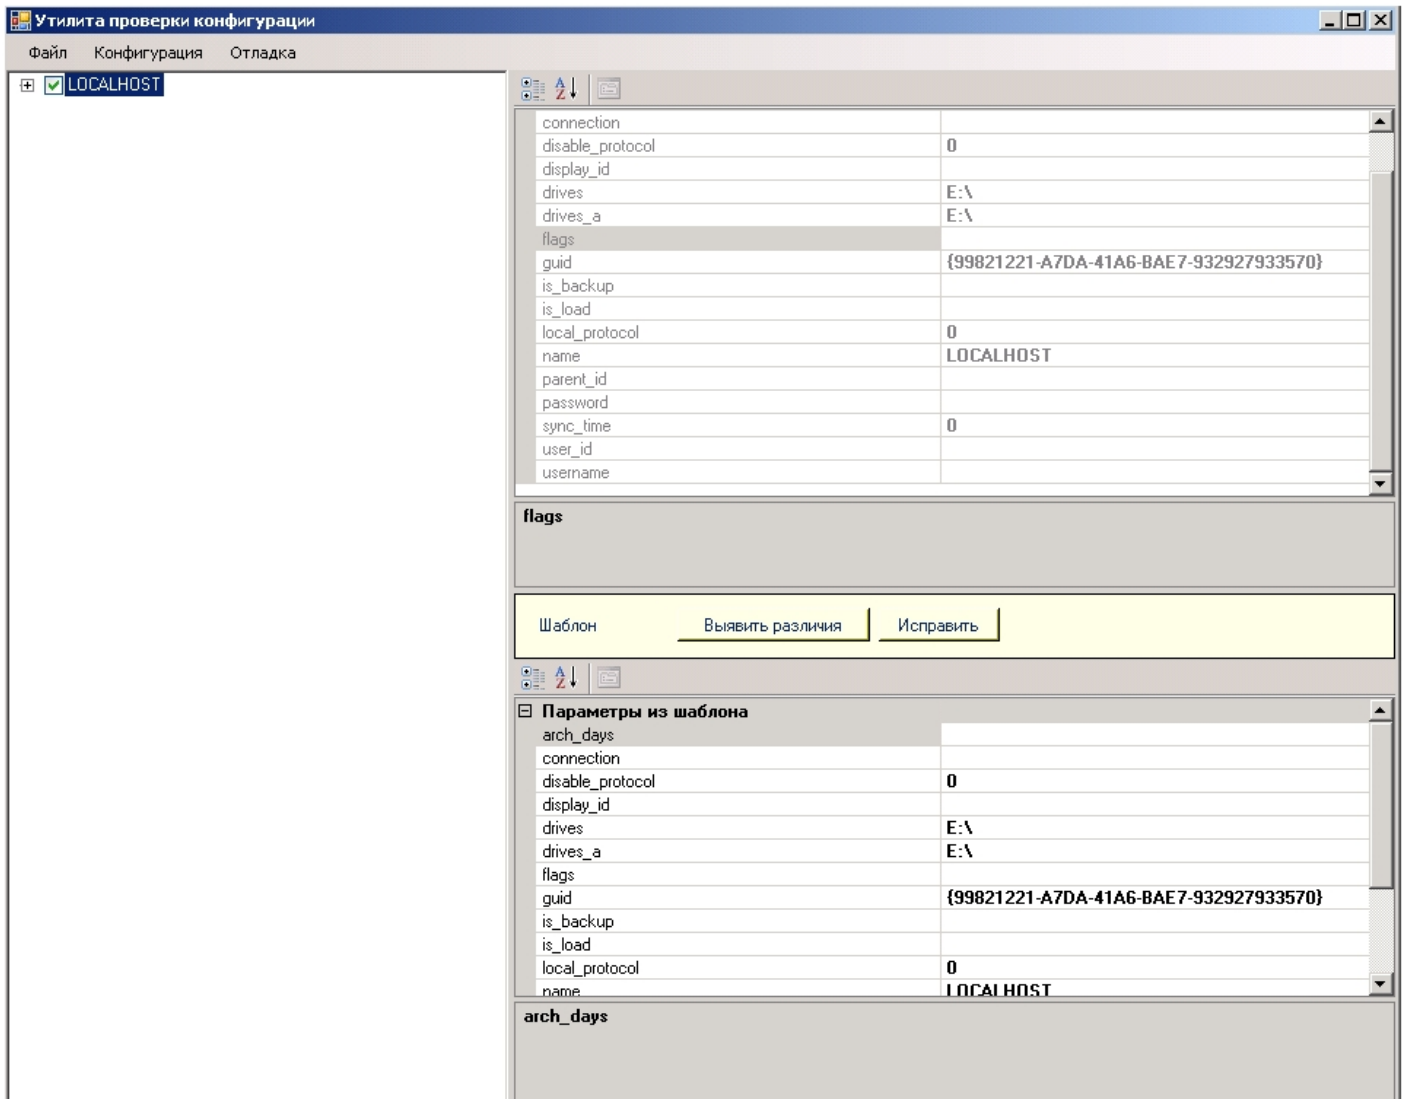 Утилита проверки конфигурации
Файл Конфигурация Отладка
LOCALHOST
connection
disable_protocol 0
display_id
drives E:\
drives_a E:\
flags
guid {99821221-A7DA-41A6-BAE7-932927933570}
is_backup
is_load
local_protocol 0
name LOCALHOST
parent_id
password
sync_time 0
user_id
username
flags
Шаблон Выявить различия Исправить
Параметры из шаблона
arch_days
connection
disable_protocol 0
display_id
drives E:\
drives_a E:\
flags
guid {99821221-A7DA-41A6-BAE7-932927933570}
is_backup
is_load
local_protocol 0
name LOCALHOST
arch_days